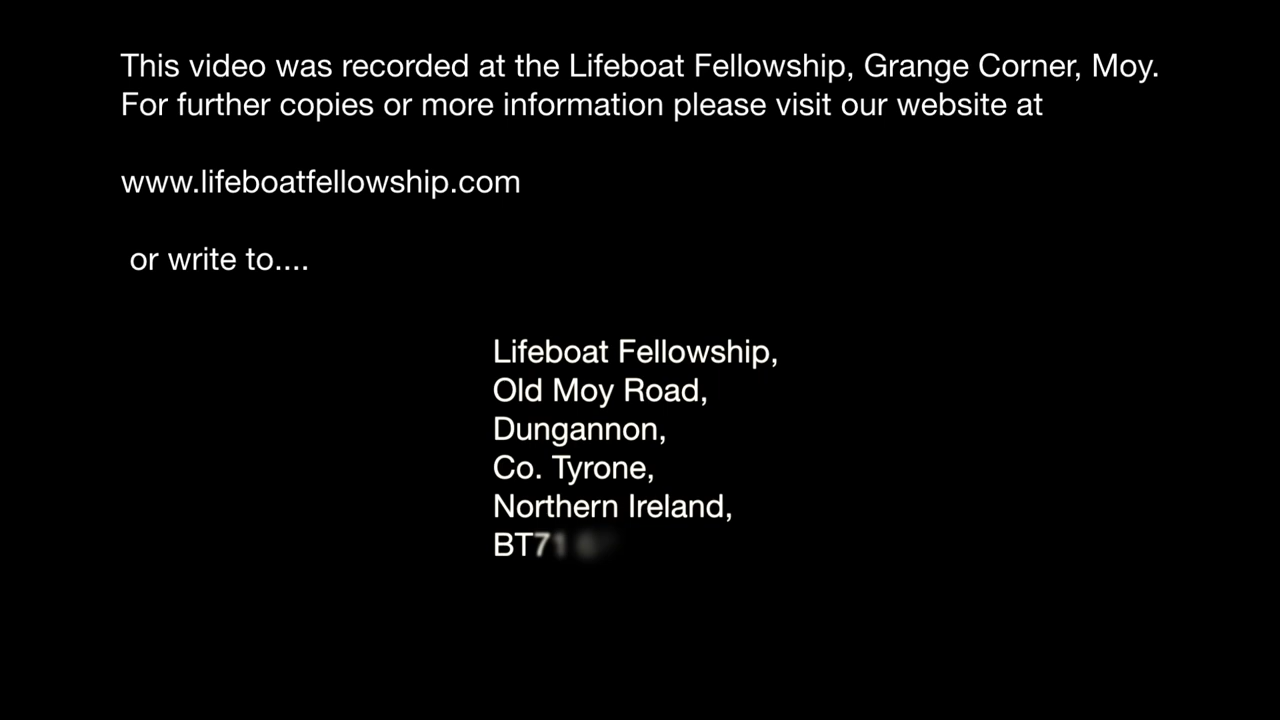 This video was recorded at the Lifeboat Fellowship, Grange Corner, Moy.
For further copies or more information please visit our website at
www.lifeboatfellowship.com
or write to....
Lifeboat Fellowship,
Old Moy Road,
Dungannon,
Co. Tyrone,
Northern Ireland,
BT71